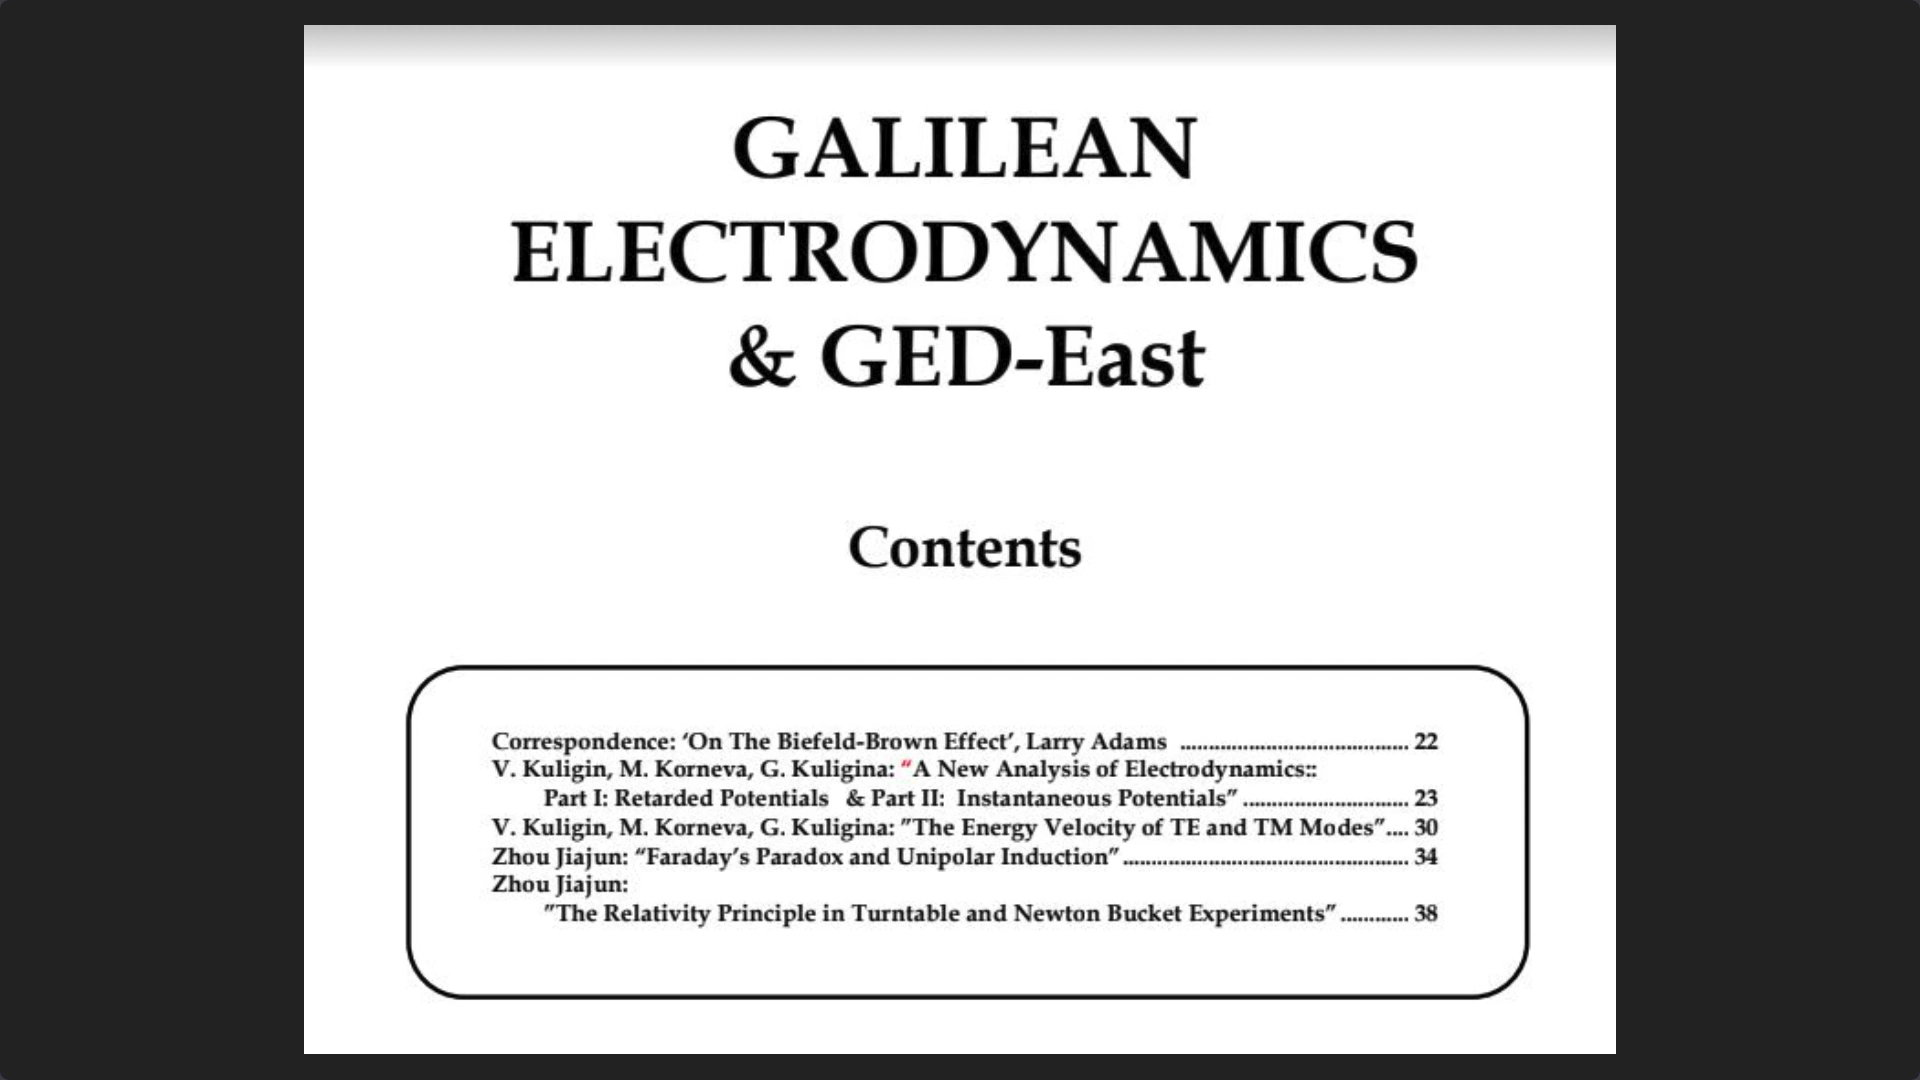 GALILEAN
ELECTRODYNAMICS
& GED-East
Contents
Correspondence: ‘On The Biefeld-Brown Effect’, Larry Adams ........................................ 22
V. Kuligin, M. Korneva, G. Kuligina: “A New Analysis of Electrodynamics::
Part I: Retarded Potentials & Part II: Instantaneous Potentials” ............................. 23
V. Kuligin, M. Korneva, G. Kuligina: ”The Energy Velocity of TE and TM Modes”.... 30
Zhou Jiajun: “Faraday’s Paradox and Unipolar Induction” .................................................. 34
Zhou Jiajun:
”The Relativity Principle in Turntable and Newton Bucket Experiments” ............ 38